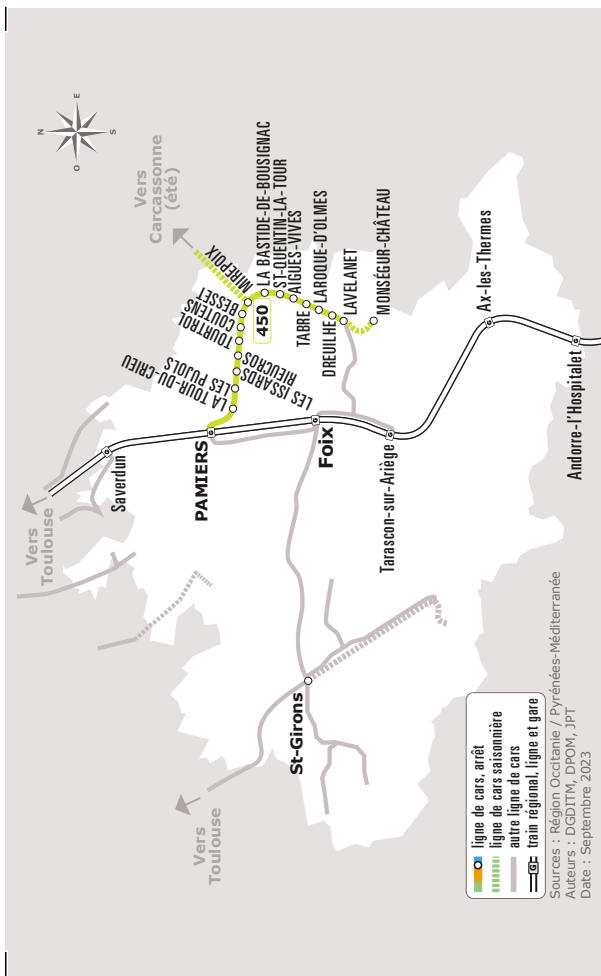 N
E
S
O
Vers
Carcassonne
(été)
Vers
Toulouse
Saverdun
PAMIERS
LA TOUR-DU-CRIEU
LES PUJOLS
LES ISSARDS
RIEUCROS
TOURTROL
COUTENS
BESSET
MIREPOIX
450
LA BASTIDE-DE-BOUSIGNAC
ST-QUENTIN-LA-TOUR
AIGUES-VIVES
TABRE
LAROQUE-D'OLMES
DREUILHE
LAVELANET
MONSÉGUR-CHÂTEAU
Foix
Tarascon-sur-Ariège
Ax-les-Thermes
Andorre-l'Hospitalet
St-Girons
Vers
Toulouse
G
G
G
G
G
G
ligne de cars, arrêt
ligne de cars saisonnière
autre ligne de cars
G train régional, ligne et gare
Sources : Région Occitanie / Pyrénées-Méditerranée
Auteurs : DGDITM, DPOM, JPT
Date : Septembre 2023